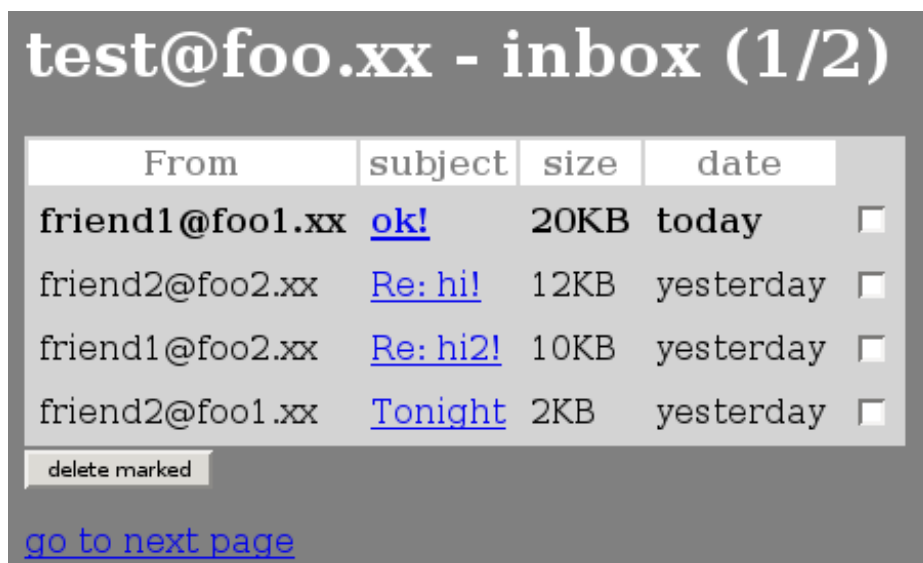 test@foo.xx - inbox (1/2)
From subject size date
friend1@foo1.xx ok! 20KB today
friend2@foo2.xx Re: hi! 12KB yesterday
friend1@foo2.xx Re: hi2! 10KB yesterday
friend2@foo1.xx Tonight 2KB yesterday
delete marked
go to next page